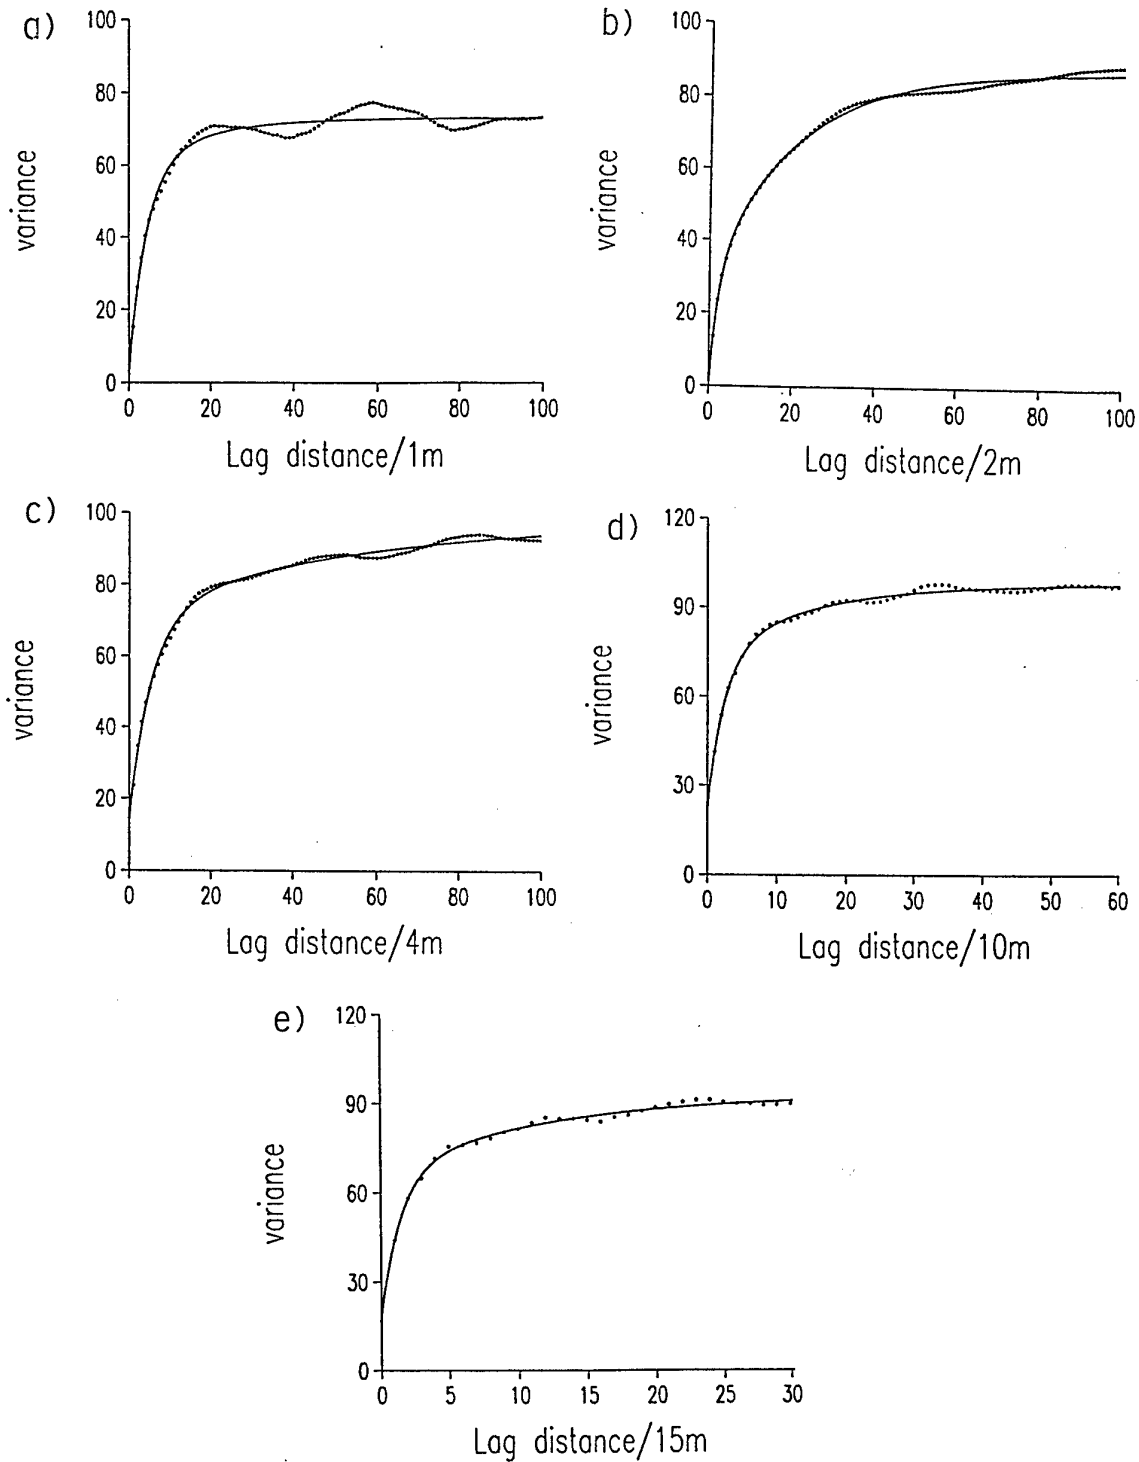 a)
100
80
60
40
20
0
variance
0 20 40 60 80 100
Lag distance/1m
b)
100
80
60
40
20
0
variance
0 20 40 60 80 100
Lag distance/2m
c)
100
80
60
40
20
0
variance
0 20 40 60 80 100
Lag distance/4m
d)
120
90
60
30
0
variance
0 10 20 30 40 50 60
Lag distance/10m
e)
120
90
60
30
0
variance
0 5 10 15 20 25 30
Lag distance/15m